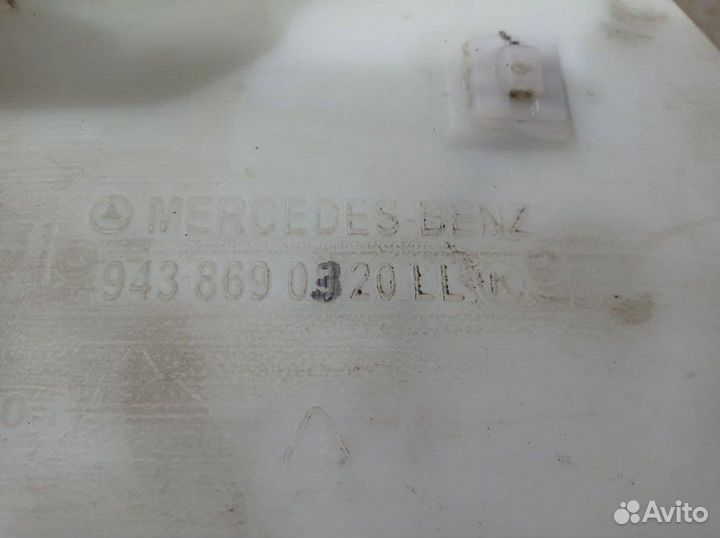 MERCEDES-BENZ
943 869 03 20 LL (K)
Avito